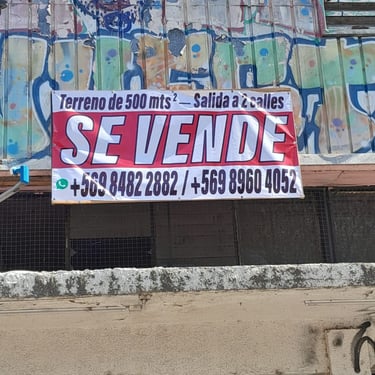 Terreno de 500 mts² — Salida a 2 calles
SE VENDE
+569 8482 2882 / +569 8960 4052